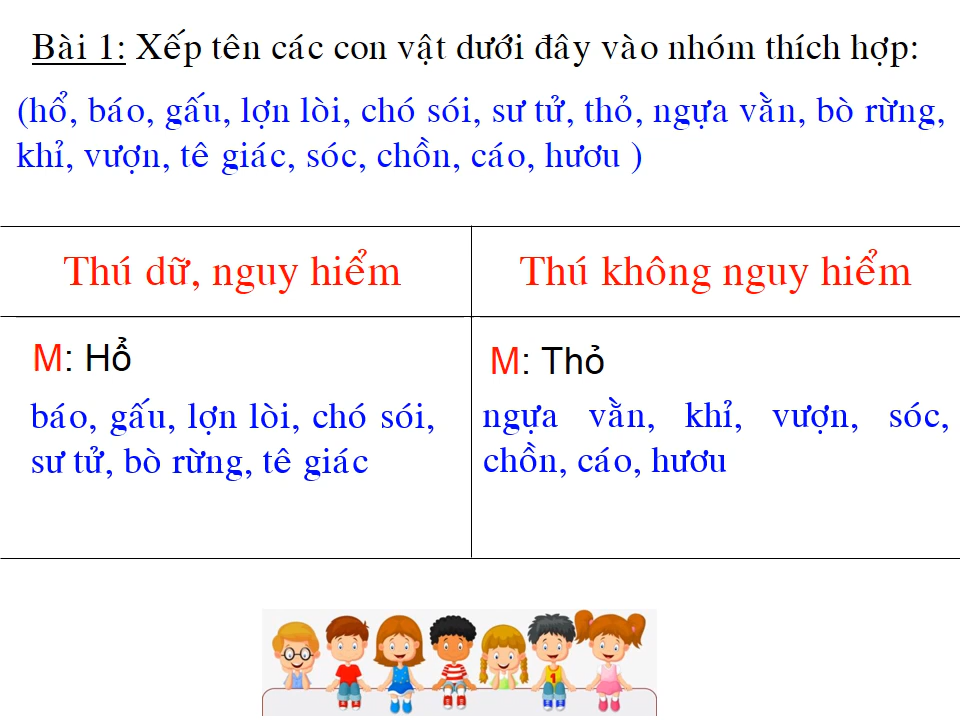 Bài 1: Xếp tên các con vật dưới đây vào nhóm thích hợp:
(hổ, báo, gấu, lợn lòi, chó sói, sư tử, thỏ, ngựa vằn, bò rừng,
khỉ, vượn, tê giác, sóc, chồn, cáo, hươu )
Thú dữ, nguy hiểm
Thú không nguy hiểm
M: Hổ
báo, gấu, lợn lòi, chó sói,
sư tử, bò rừng, tê giác
M: Thỏ
ngựa vằn, khỉ, vượn, sóc,
chồn, cáo, hươu
1